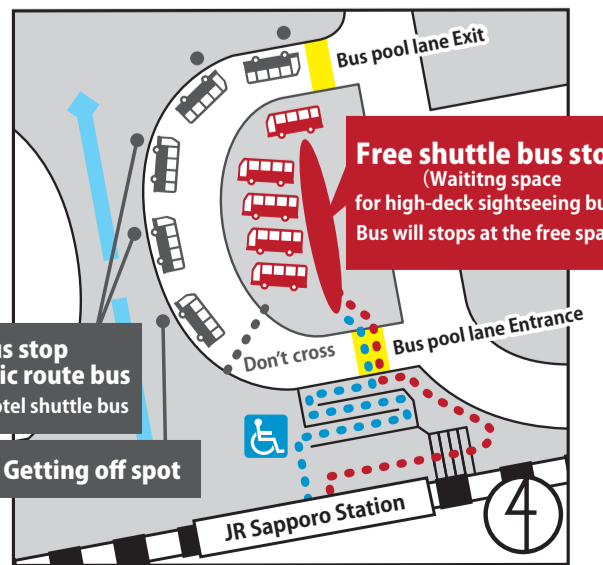 Bus pool lane Exit
Free shuttle bus sto
(Waititng space
for high-deck sightseeing bu
Bus will stops at the free spa
Bus pool lane Entrance
Don't cross
us stop
ic route bus
otel shuttle bus
Getting off spot
JR Sapporo Station